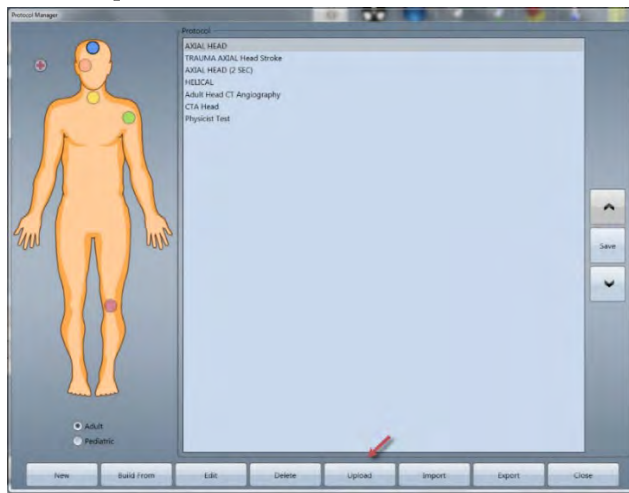 Protocol Manager
Protocol
AXIAL HEAD
TRAUMA AXIAL Head Stroke
AXIAL HEAD (2 SEC)
HELICAL
Adult Head CT Angiography
CTA Head
Physicist Test
Save
Adult
Pediatric
New
Build From
Edit
Delete
Upload
Import
Export
Close